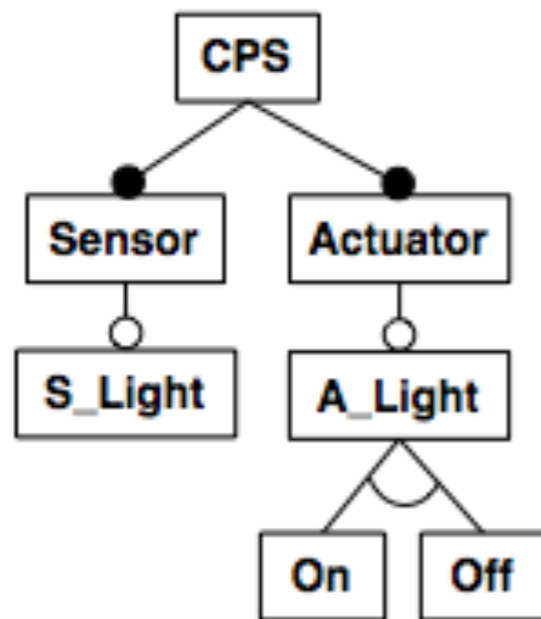 CPS
Sensor
Actuator
S_Light
A_Light
On
Off